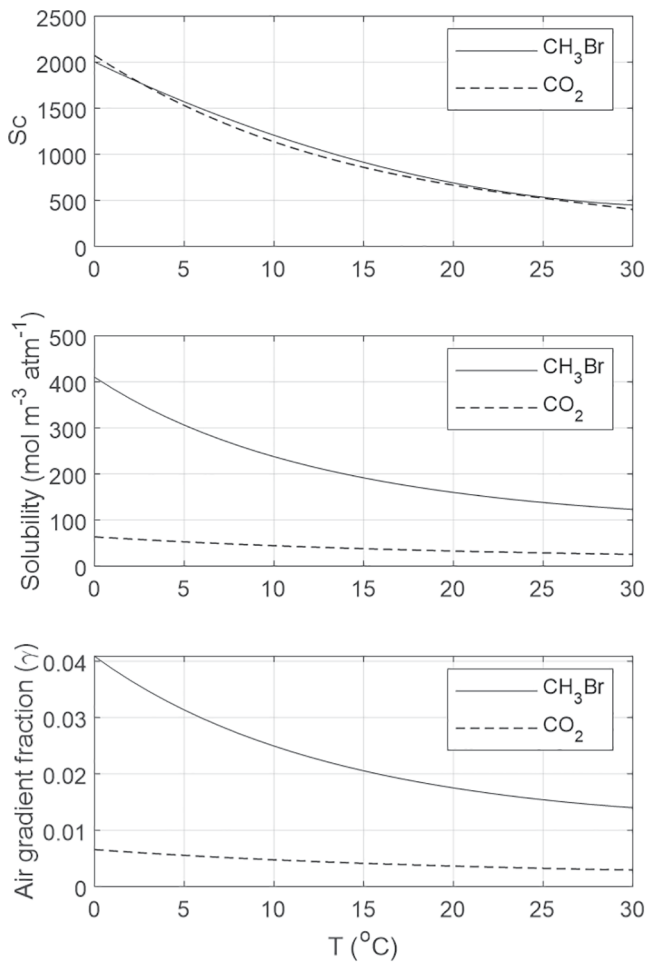 2500
2000
1500
1000
500
0
Sc
CH3Br
CO2
0 5 10 15 20 25 30
500
400
300
200
100
0
Solubility (mol m-3 atm-1)
CH3Br
CO2
0 5 10 15 20 25 30
0.04
0.03
0.02
0.01
0
Air gradient fraction (γ)
CH3Br
CO2
0 5 10 15 20 25 30
T (oC)